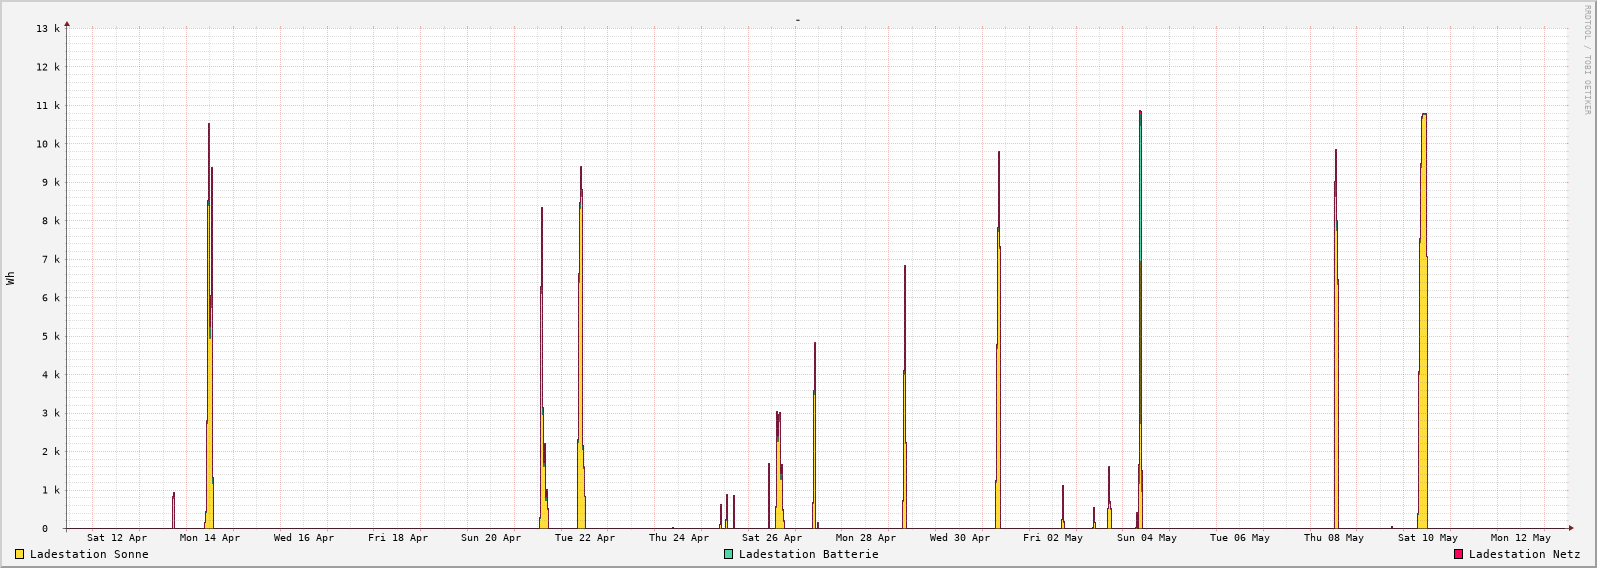 -
RRDTOOL / TOBI OETIKER
Wh
13 k
12 k
11 k
10 k
9 k
8 k
7 k
6 k
5 k
4 k
3 k
2 k
1 k
0
Sat 12 Apr Mon 14 Apr Wed 16 Apr Fri 18 Apr Sun 20 Apr Tue 22 Apr Thu 24 Apr Sat 26 Apr Mon 28 Apr Wed 30 Apr Fri 02 May Sun 04 May Tue 06 May Thu 08 May Sat 10 May Mon 12 May
Ladestation Sonne Ladestation Batterie Ladestation Netz